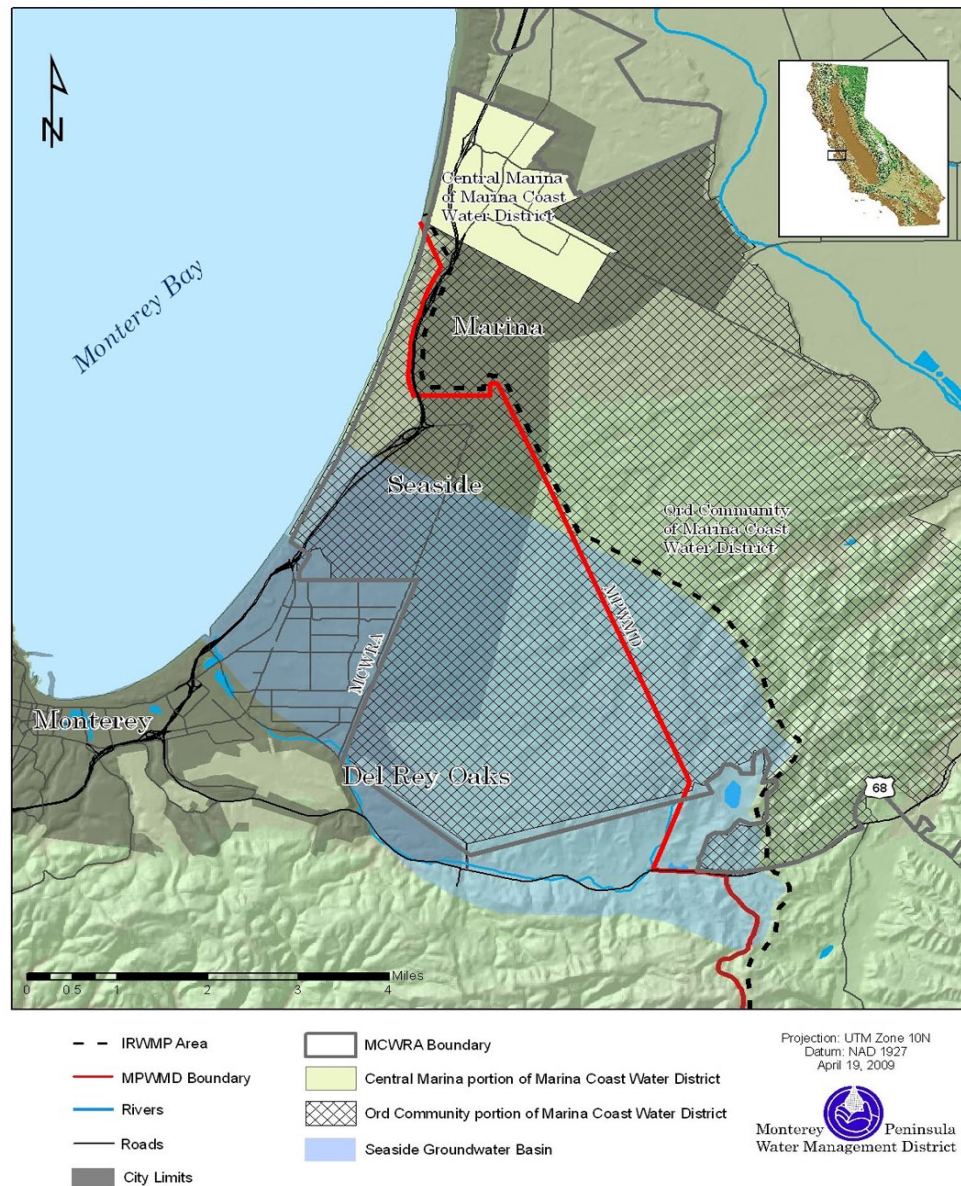 N
Central Marina
of Marina Coast
Water District
Monterey Bay
Marina
Seaside
Ord Community
of Marina Coast
Water District
MPWMD
MCWRA
Monterey
Del Rey Oaks
68
Miles
0 0.5 1 2 3 4
IRWMP Area
MPWMD Boundary
Rivers
Roads
City Limits
MCWRA Boundary
Central Marina portion of Marina Coast Water District
Ord Community portion of Marina Coast Water District
Seaside Groundwater Basin
Projection: UTM Zone 10N
Datum: NAD 1927
April 19, 2009
Monterey Peninsula
Water Management District